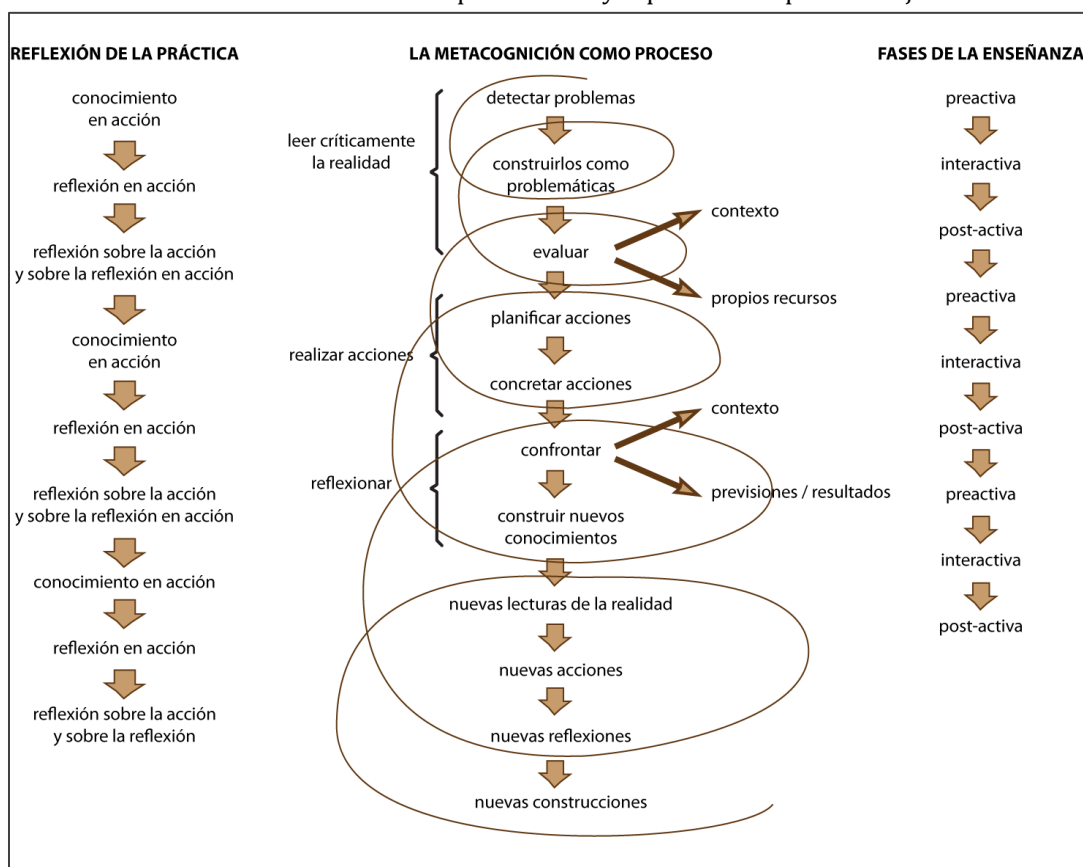 REFLEXIÓN DE LA PRÁCTICA
conocimiento
en acción
reflexión en acción
reflexión sobre la acción
y sobre la reflexión en acción
conocimiento
en acción
reflexión en acción
reflexión sobre la acción
y sobre la reflexión en acción
conocimiento en acción
reflexión en acción
reflexión sobre la acción
y sobre la reflexión
LA METACOGNICIÓN COMO PROCESO
leer críticamente
la realidad
detectar problemas
construirlos como
problemáticas
evaluar
contexto
propios recursos
realizar acciones
planificar acciones
concretar acciones
reflexionar
confrontar
contexto
previsiones / resultados
construir nuevos
conocimientos
nuevas lecturas de la realidad
nuevas acciones
nuevas reflexiones
nuevas construcciones
FASES DE LA ENSEÑANZA
preactiva
interactiva
post-activa
preactiva
interactiva
post-activa
preactiva
interactiva
post-activa